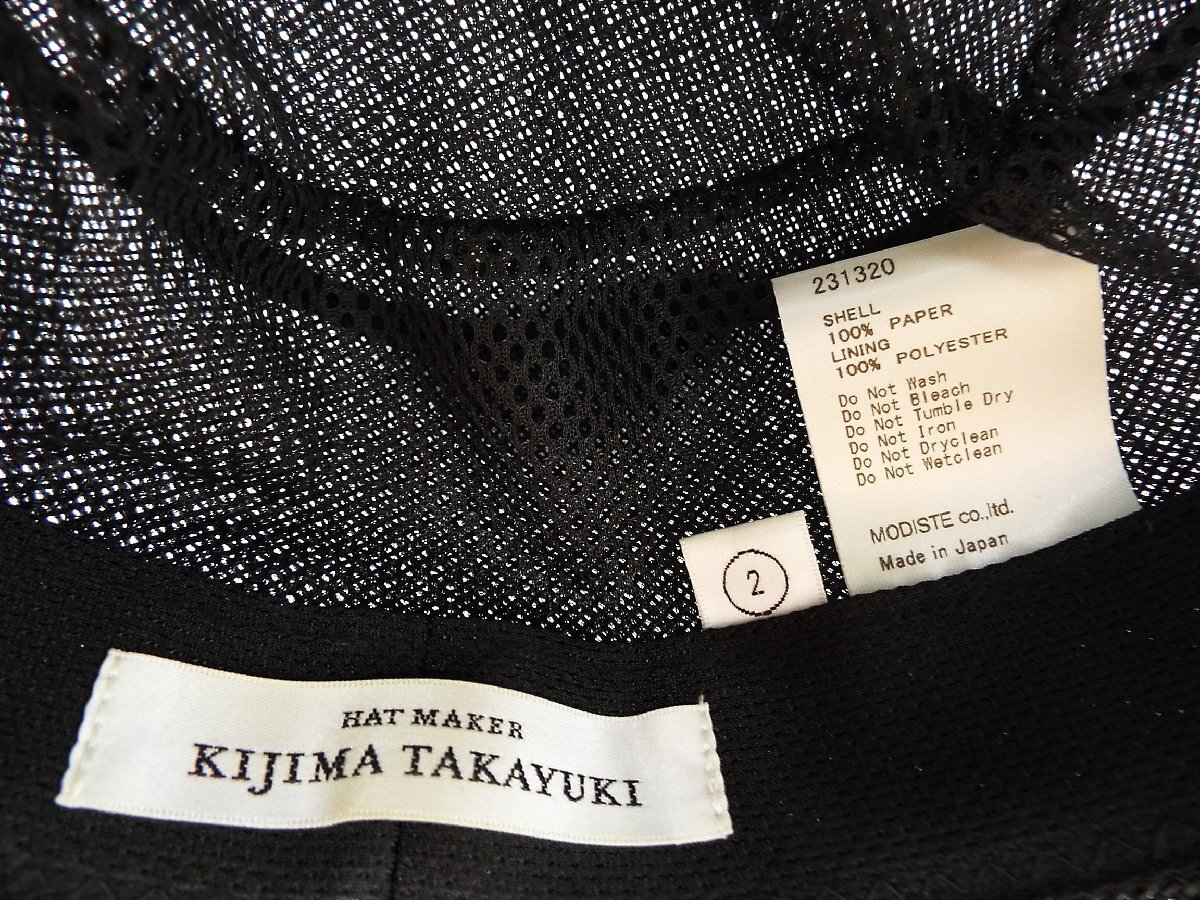 231320
SHELL
100% PAPER
LINING
100% POLYESTER
Do Not Wash
Do Not Bleach
Do Not Tumble Dry
Do Not Iron
Do Not Dryclean
Do Not Wetclean
MODISTE co.,ltd.
Made in Japan
2
HAT MAKER
KIJIMA TAKAYUKI